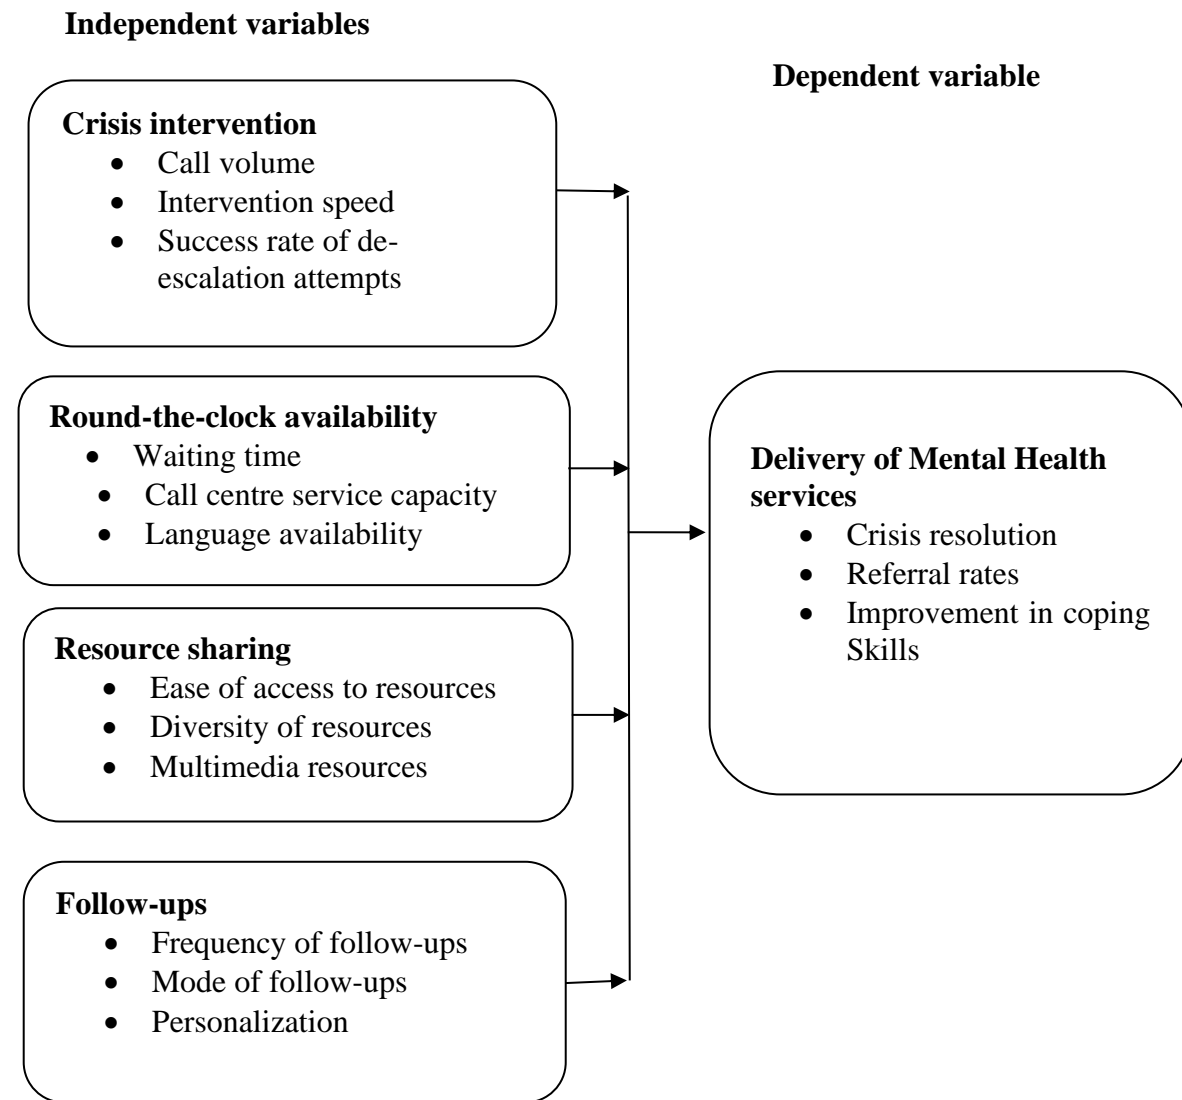 Independent variables
Dependent variable
Crisis intervention
• Call volume
• Intervention speed
• Success rate of de-
escalation attempts
Round-the-clock availability
• Waiting time
• Call centre service capacity
• Language availability
Resource sharing
• Ease of access to resources
• Diversity of resources
• Multimedia resources
Follow-ups
• Frequency of follow-ups
• Mode of follow-ups
• Personalization
Delivery of Mental Health
services
• Crisis resolution
• Referral rates
• Improvement in coping
Skills